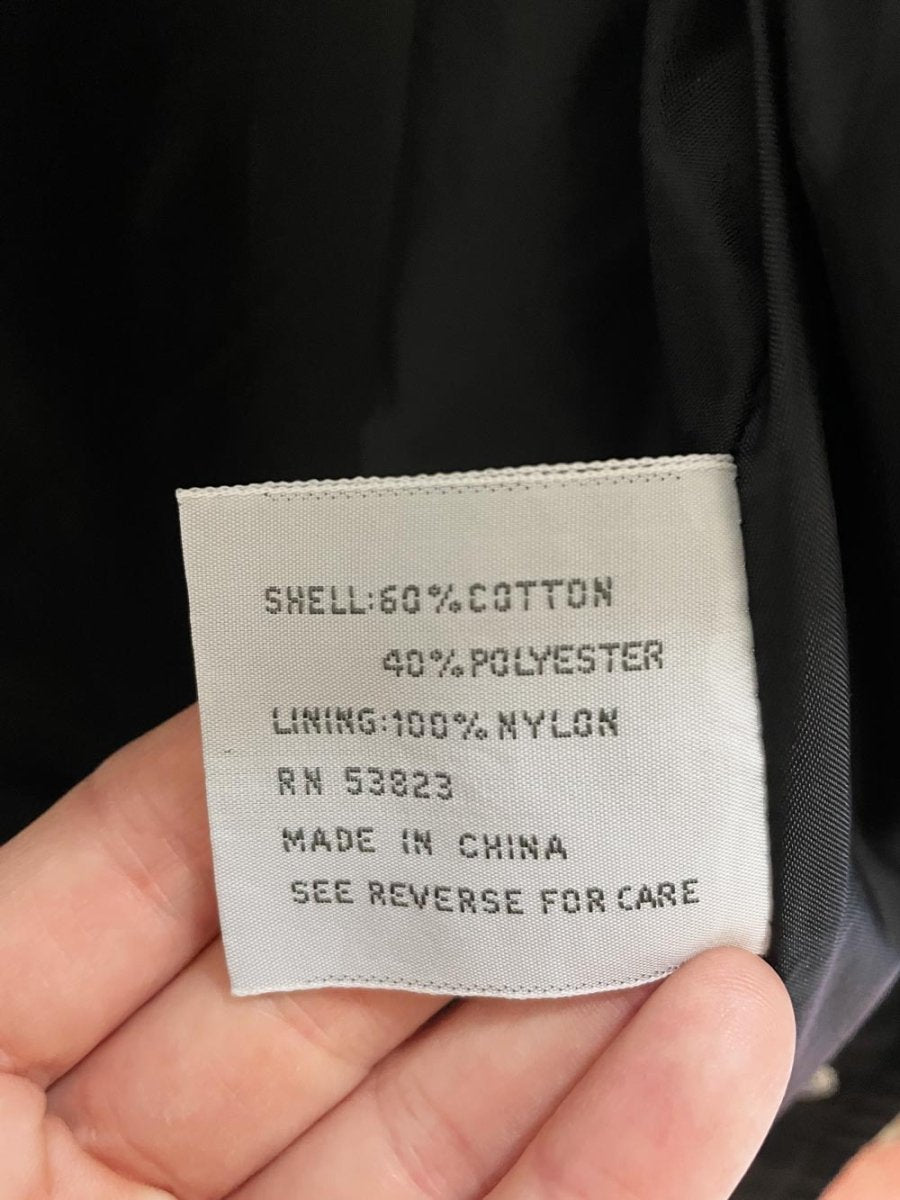 SHELL:60%COTTON
40%POLYESTER
LINING:100% NYLON
RN 53823
MADE IN CHINA
SEE REVERSE FOR CARE